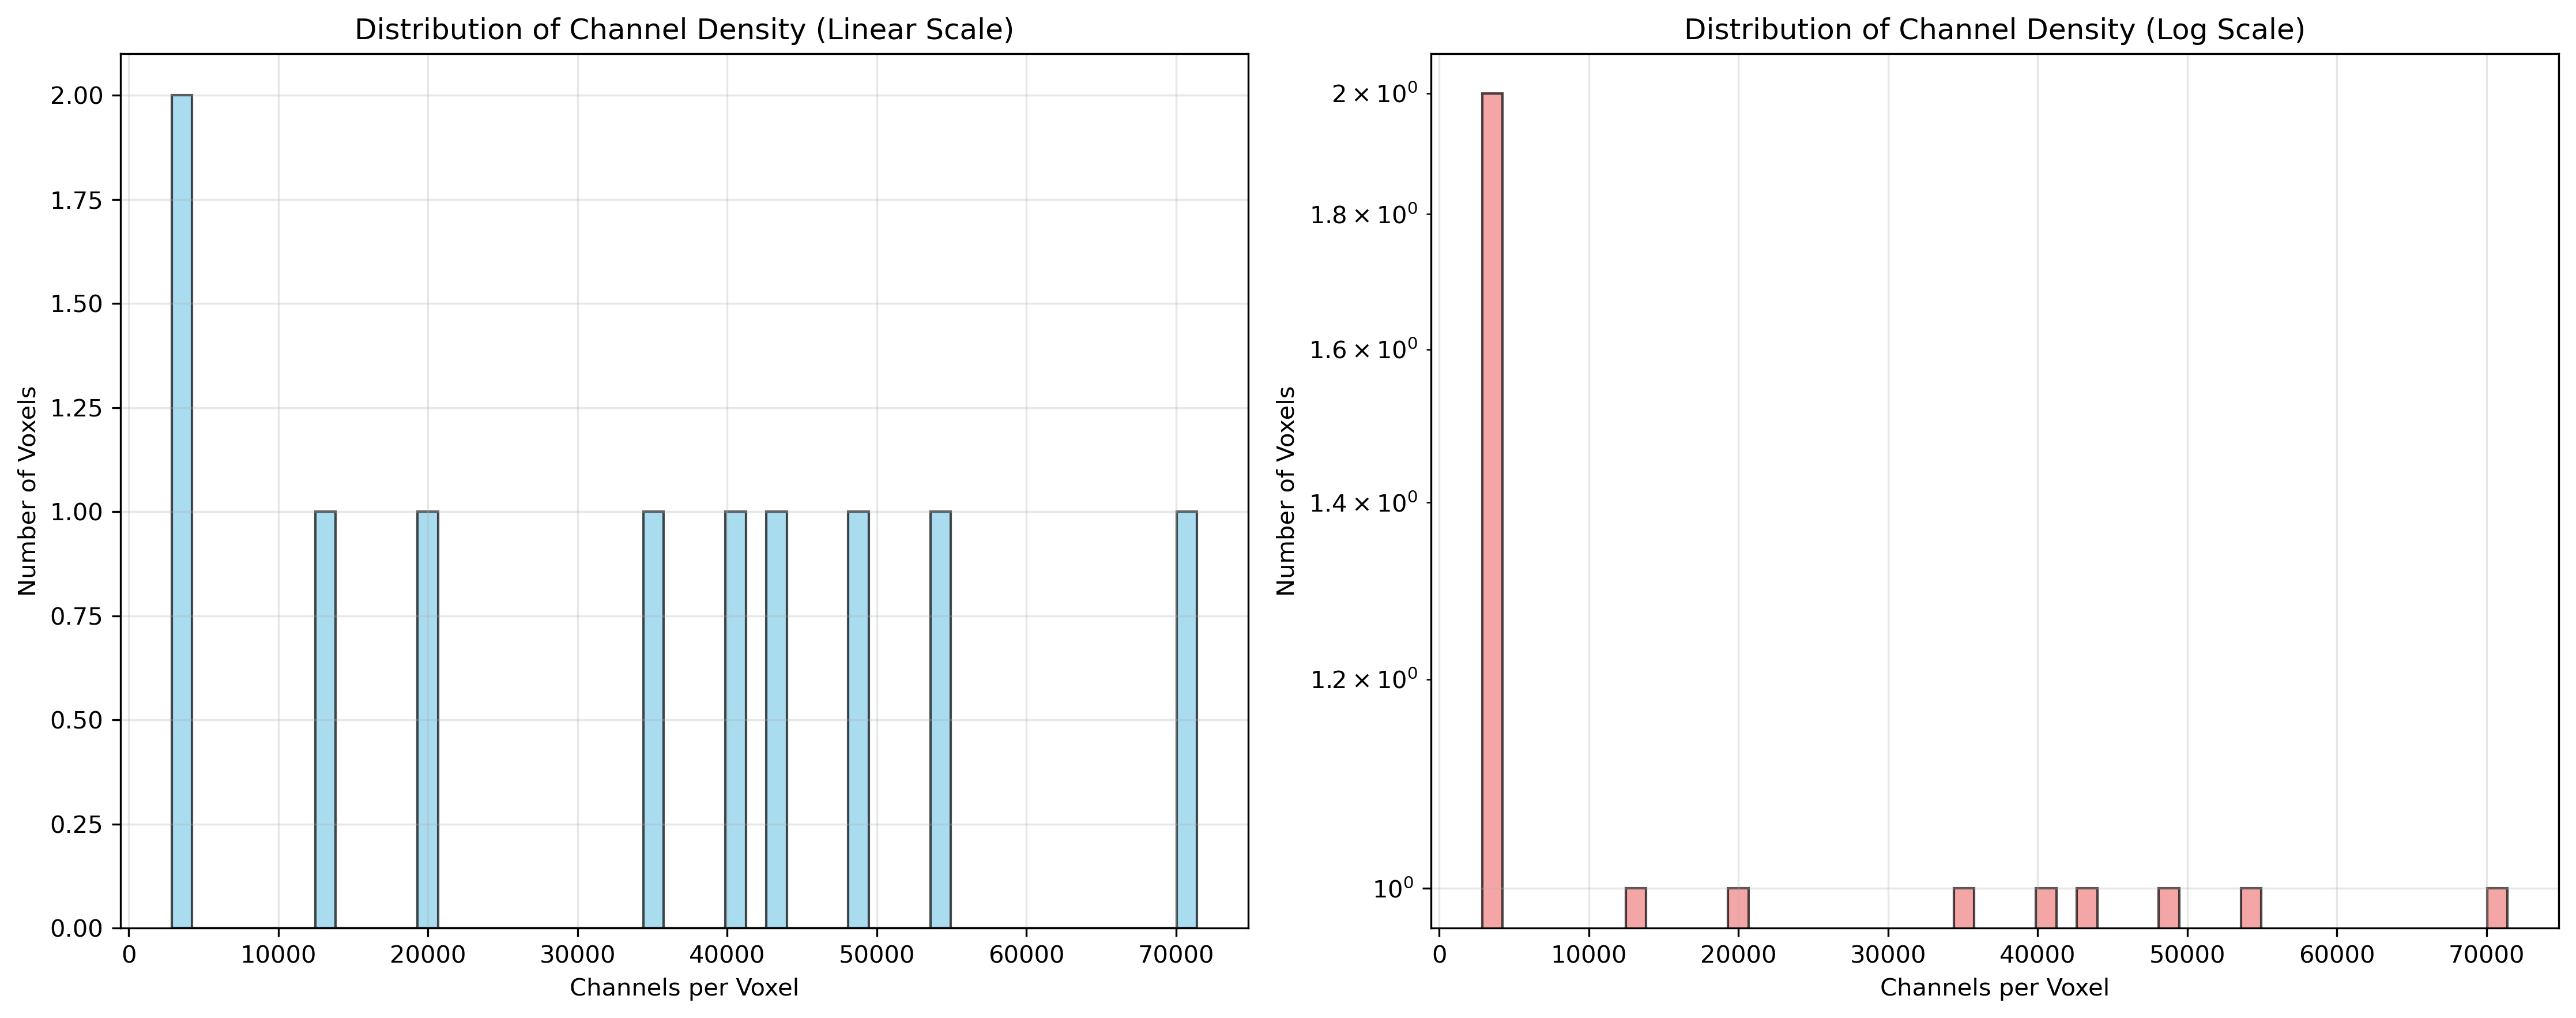 Distribution of Channel Density (Linear Scale)
Number of Voxels
2.00
1.75
1.50
1.25
1.00
0.75
0.50
0.25
0.00
0 10000 20000 30000 40000 50000 60000 70000
Channels per Voxel
Distribution of Channel Density (Log Scale)
Number of Voxels
2 × 10⁰
1.8 × 10⁰
1.6 × 10⁰
1.4 × 10⁰
1.2 × 10⁰
10⁰
0 10000 20000 30000 40000 50000 60000 70000
Channels per Voxel